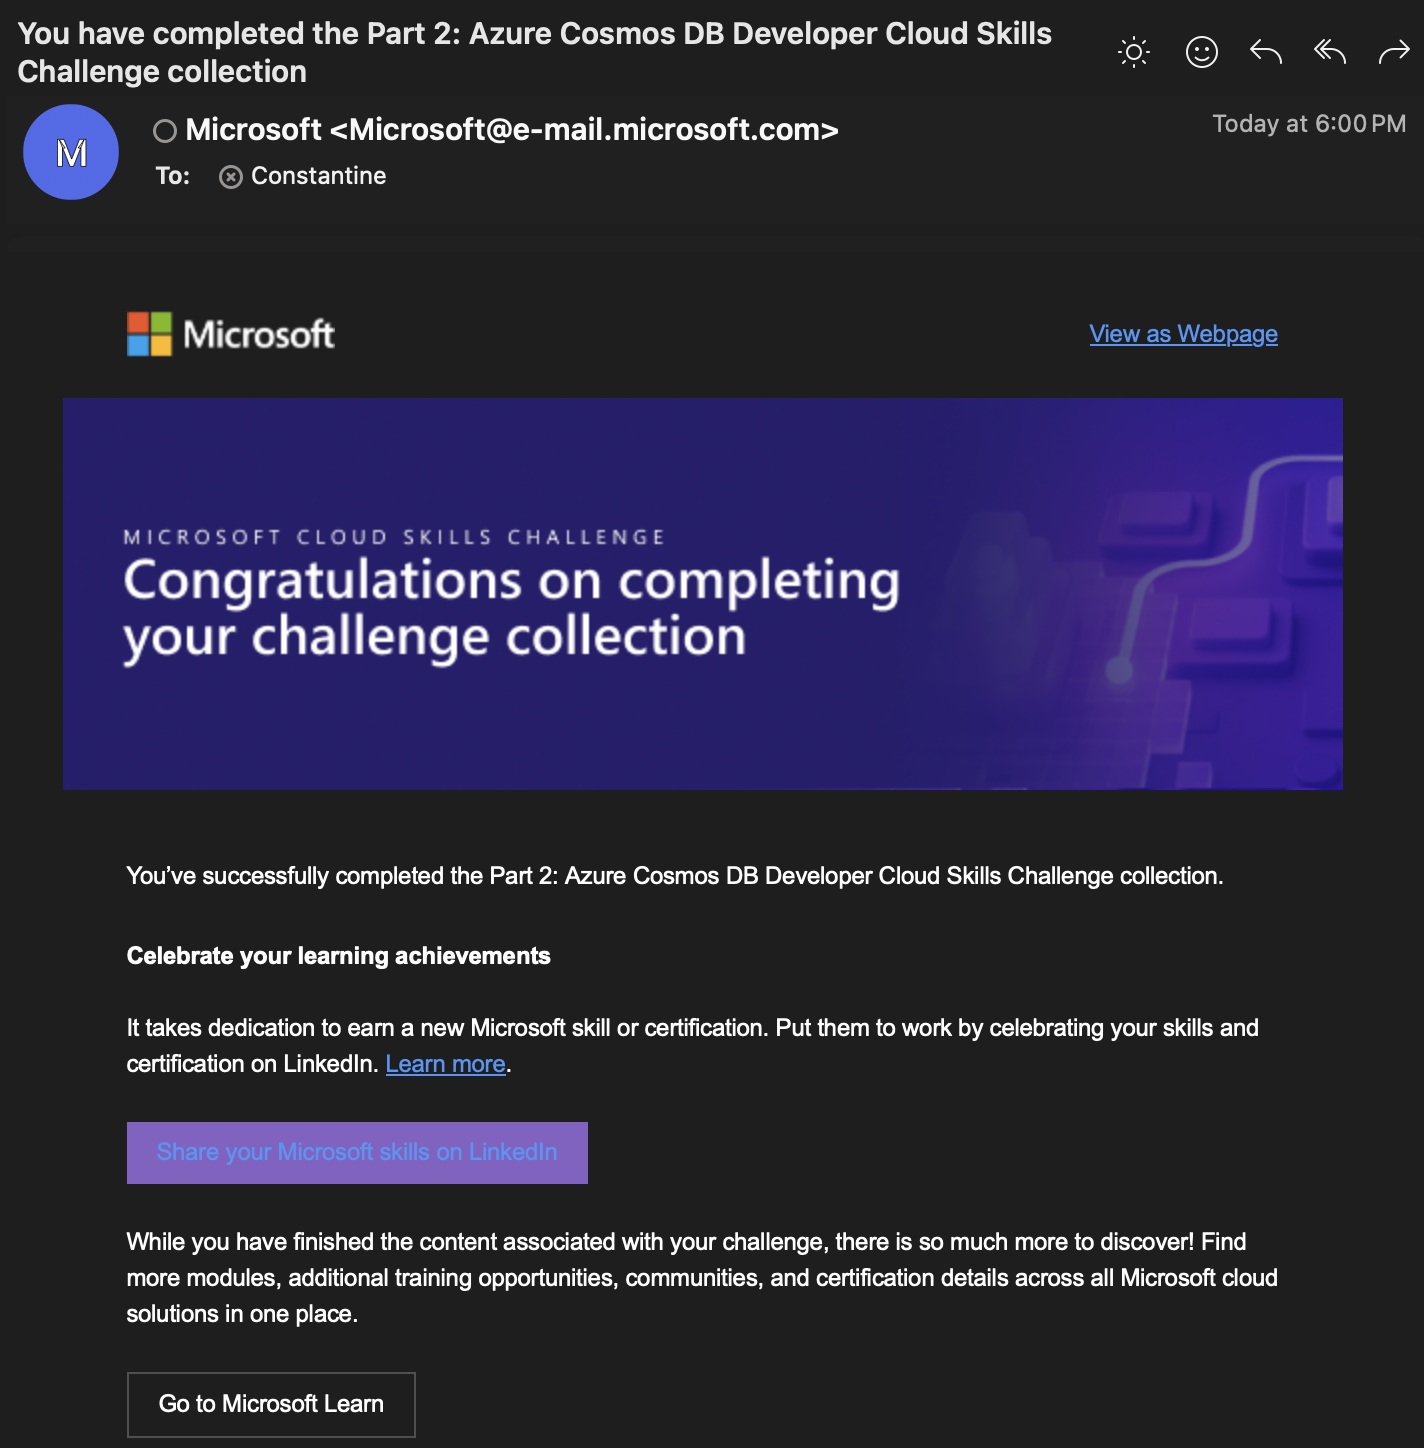 You have completed the Part 2: Azure Cosmos DB Developer Cloud Skills
Challenge collection
M
Microsoft <Microsoft@e-mail.microsoft.com>
Today at 6:00 PM
To: Constantine
Microsoft
View as Webpage
MICROSOFT CLOUD SKILLS CHALLENGE
Congratulations on completing
your challenge collection
You’ve successfully completed the Part 2: Azure Cosmos DB Developer Cloud Skills Challenge collection.
Celebrate your learning achievements
It takes dedication to earn a new Microsoft skill or certification. Put them to work by celebrating your skills and
certification on LinkedIn. Learn more.
Share your Microsoft skills on LinkedIn
While you have finished the content associated with your challenge, there is so much more to discover! Find
more modules, additional training opportunities, communities, and certification details across all Microsoft cloud
solutions in one place.
Go to Microsoft Learn